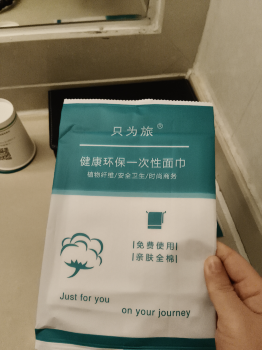 只为旅®
健康环保一次性面巾
植物纤维/安全卫生/时尚商务
免费使用
亲肤全棉
Just for you
on your journey